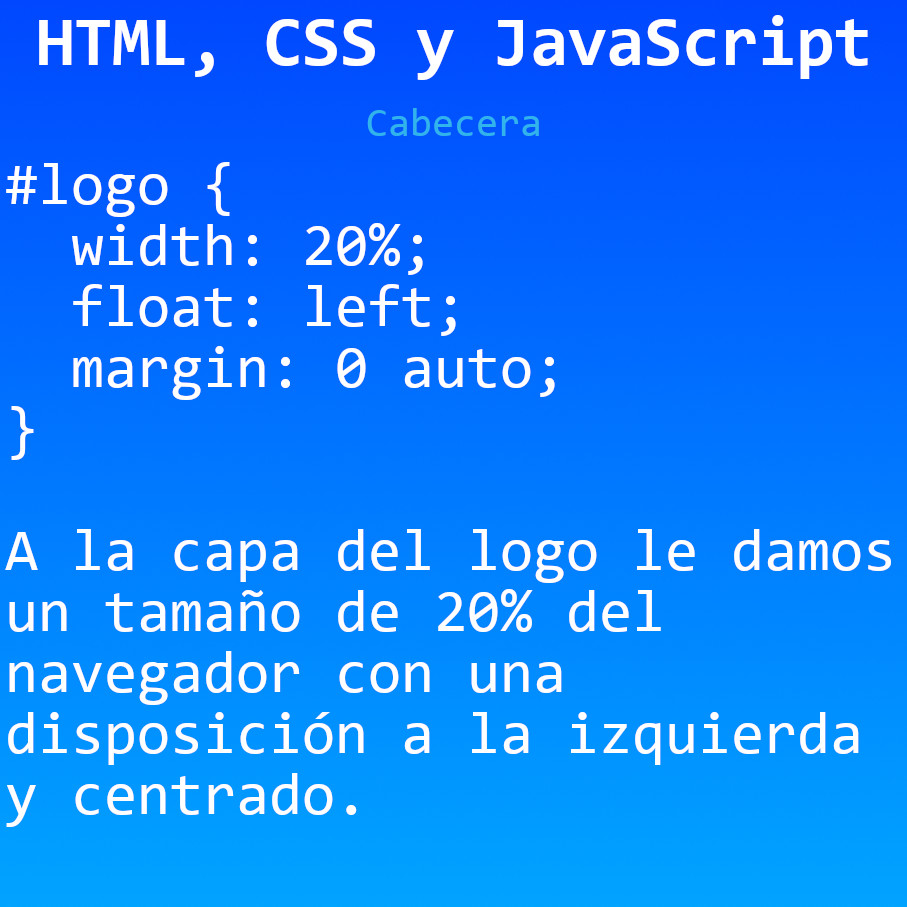 HTML, CSS y JavaScript
Cabecera
#logo {
  width: 20%;
  float: left;
  margin: 0 auto;
}
A la capa del logo le damos
un tamaño de 20% del
navegador con una
disposición a la izquierda
y centrado.